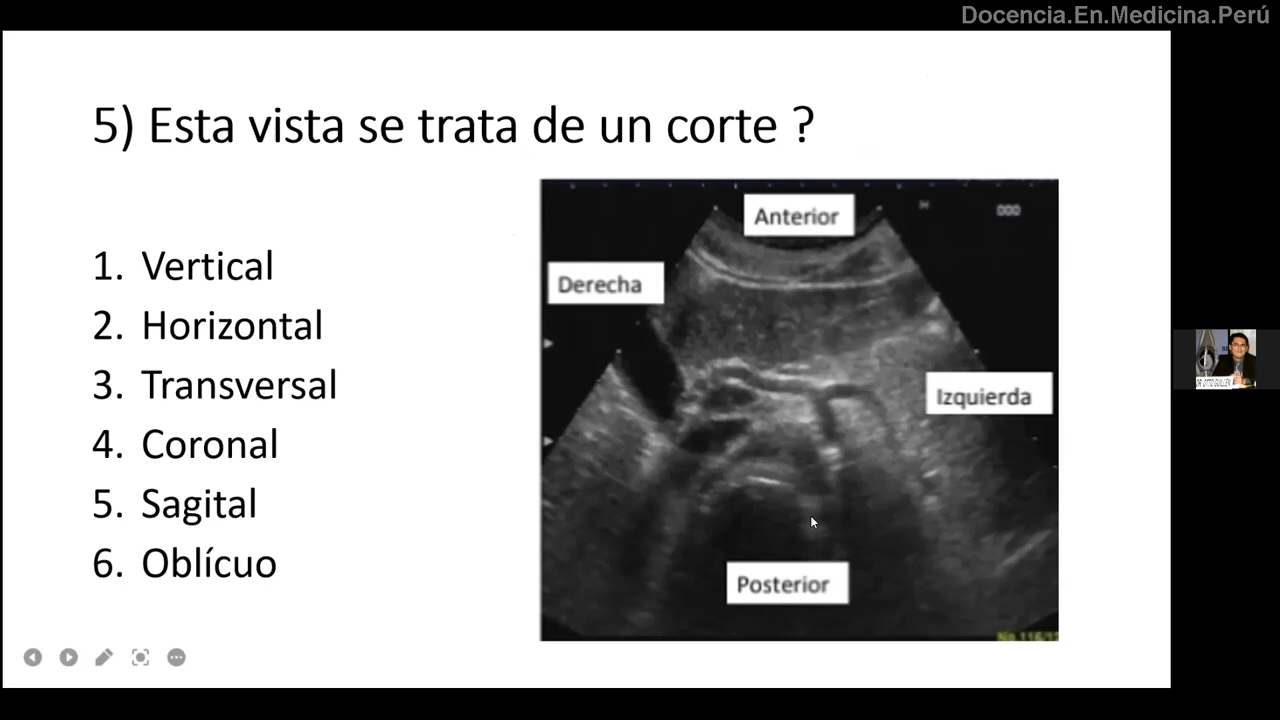 Docencia.En.Medicina.Perú
5) Esta vista se trata de un corte ?
1. Vertical
2. Horizontal
3. Transversal
4. Coronal
5. Sagital
6. Oblícuo
Anterior
Derecha
Izquierda
Posterior